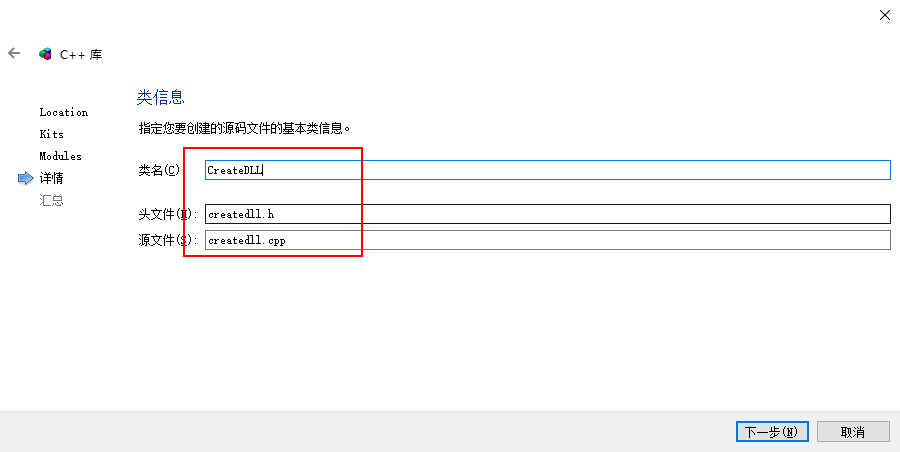 C++ 库
Location
Kits
Modules
详情
汇总
类信息
指定您要创建的源码文件的基本类信息。
类名(C) CreateDLL
头文件(H): createdll.h
源文件(S): createdll.cpp
下一步(N) 取消